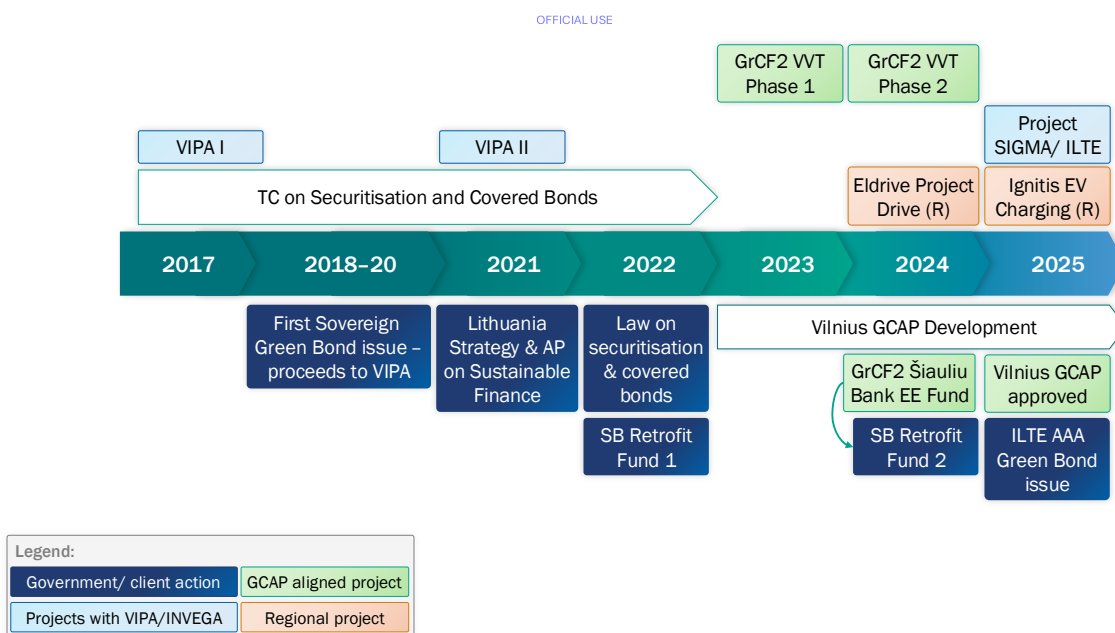 OFFICIAL USE
GrCF2 VVT
Phase 1
GrCF2 VVT
Phase 2
VIPA I
VIPA II
Project
SIGMA/ ILTE
TC on Securitisation and Covered Bonds
Eldrive Project
Drive (R)
Ignitis EV
Charging (R)
2017
2018–20
2021
2022
2023
2024
2025
First Sovereign
Green Bond issue –
proceeds to VIPA
Lithuania
Strategy & AP
on Sustainable
Finance
Law on
securitisation
& covered
bonds
Vilnius GCAP Development
GrCF2 Šiauliu
Bank EE Fund
Vilnius GCAP
approved
SB Retrofit
Fund 1
SB Retrofit
Fund 2
ILTE AAA
Green Bond
issue
Legend:
Government/ client action
GCAP aligned project
Projects with VIPA/INVEGA
Regional project